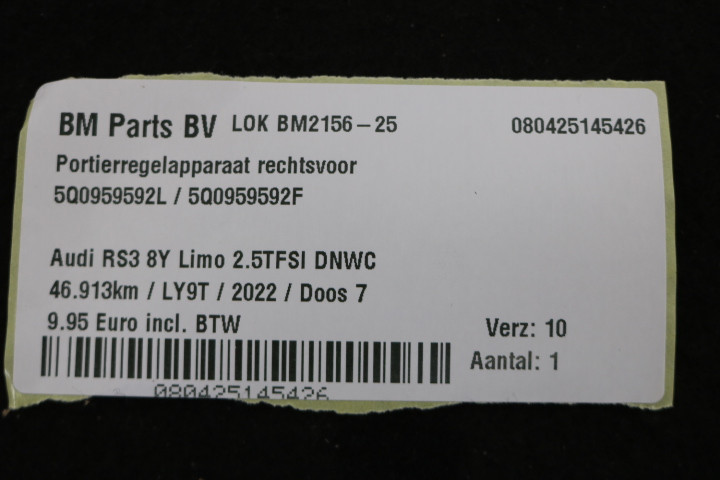 BM Parts BV LOK BM2156-25 080425145426
Portierregelapparaat rechtsvoor
5Q0959592L / 5Q0959592F
Audi RS3 8Y Limo 2.5TFSI DNWC
46.913km / LY9T / 2022 / Doos 7
9.95 Euro incl. BTW Verz: 10
Aantal: 1
080425145426